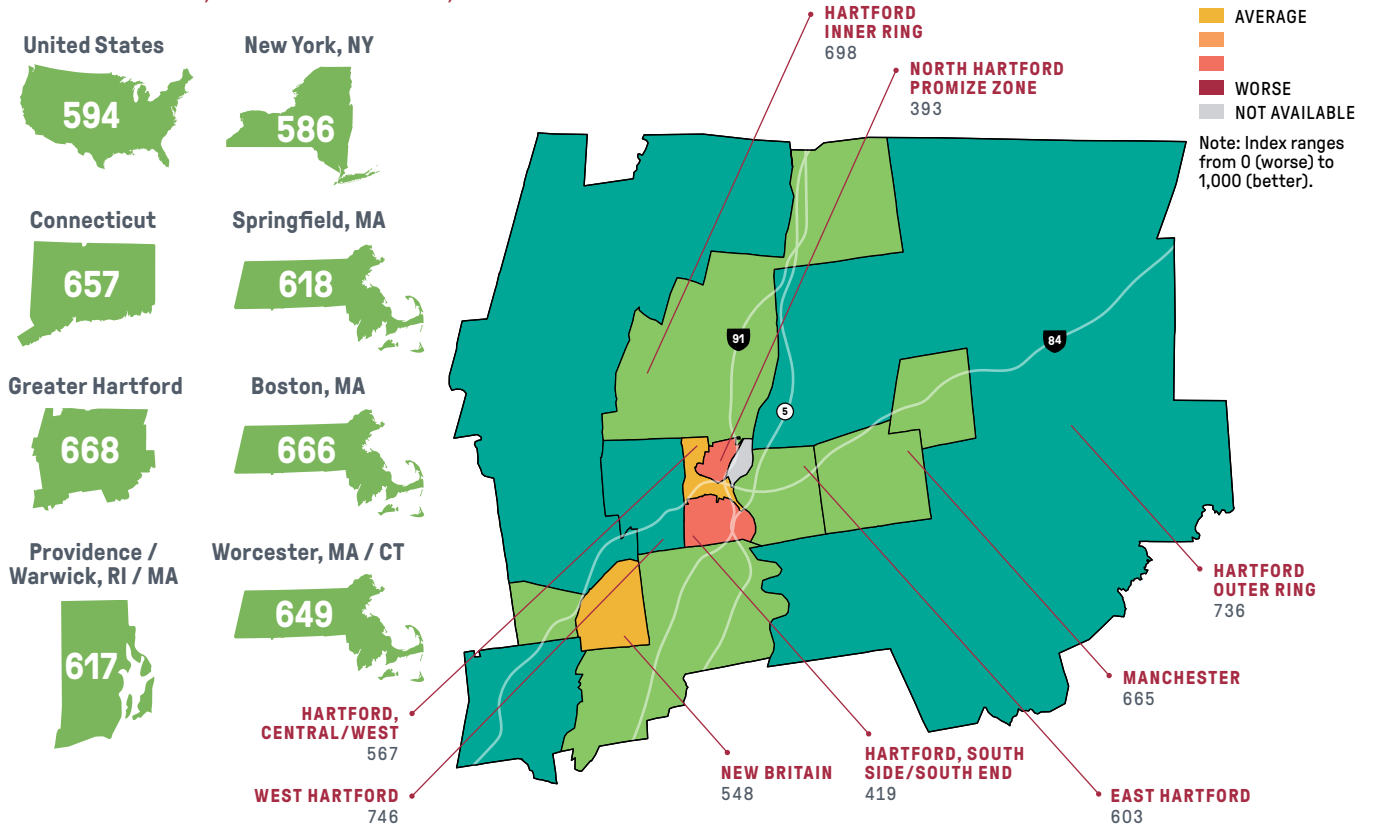 United States
594
New York, NY
586
Connecticut
657
Springfield, MA
618
Greater Hartford
668
Boston, MA
666
Providence /
Warwick, RI / MA
617
Worcester, MA / CT
649
HARTFORD
INNER RING
698
NORTH HARTFORD
PROMIZE ZONE
393
AVERAGE
WORSE
NOT AVAILABLE
Note: Index ranges
from 0 (worse) to
1,000 (better).
91
84
5
HARTFORD
OUTER RING
736
MANCHESTER
665
EAST HARTFORD
603
HARTFORD, SOUTH
SIDE/SOUTH END
419
NEW BRITAIN
548
HARTFORD,
CENTRAL/WEST
567
WEST HARTFORD
746